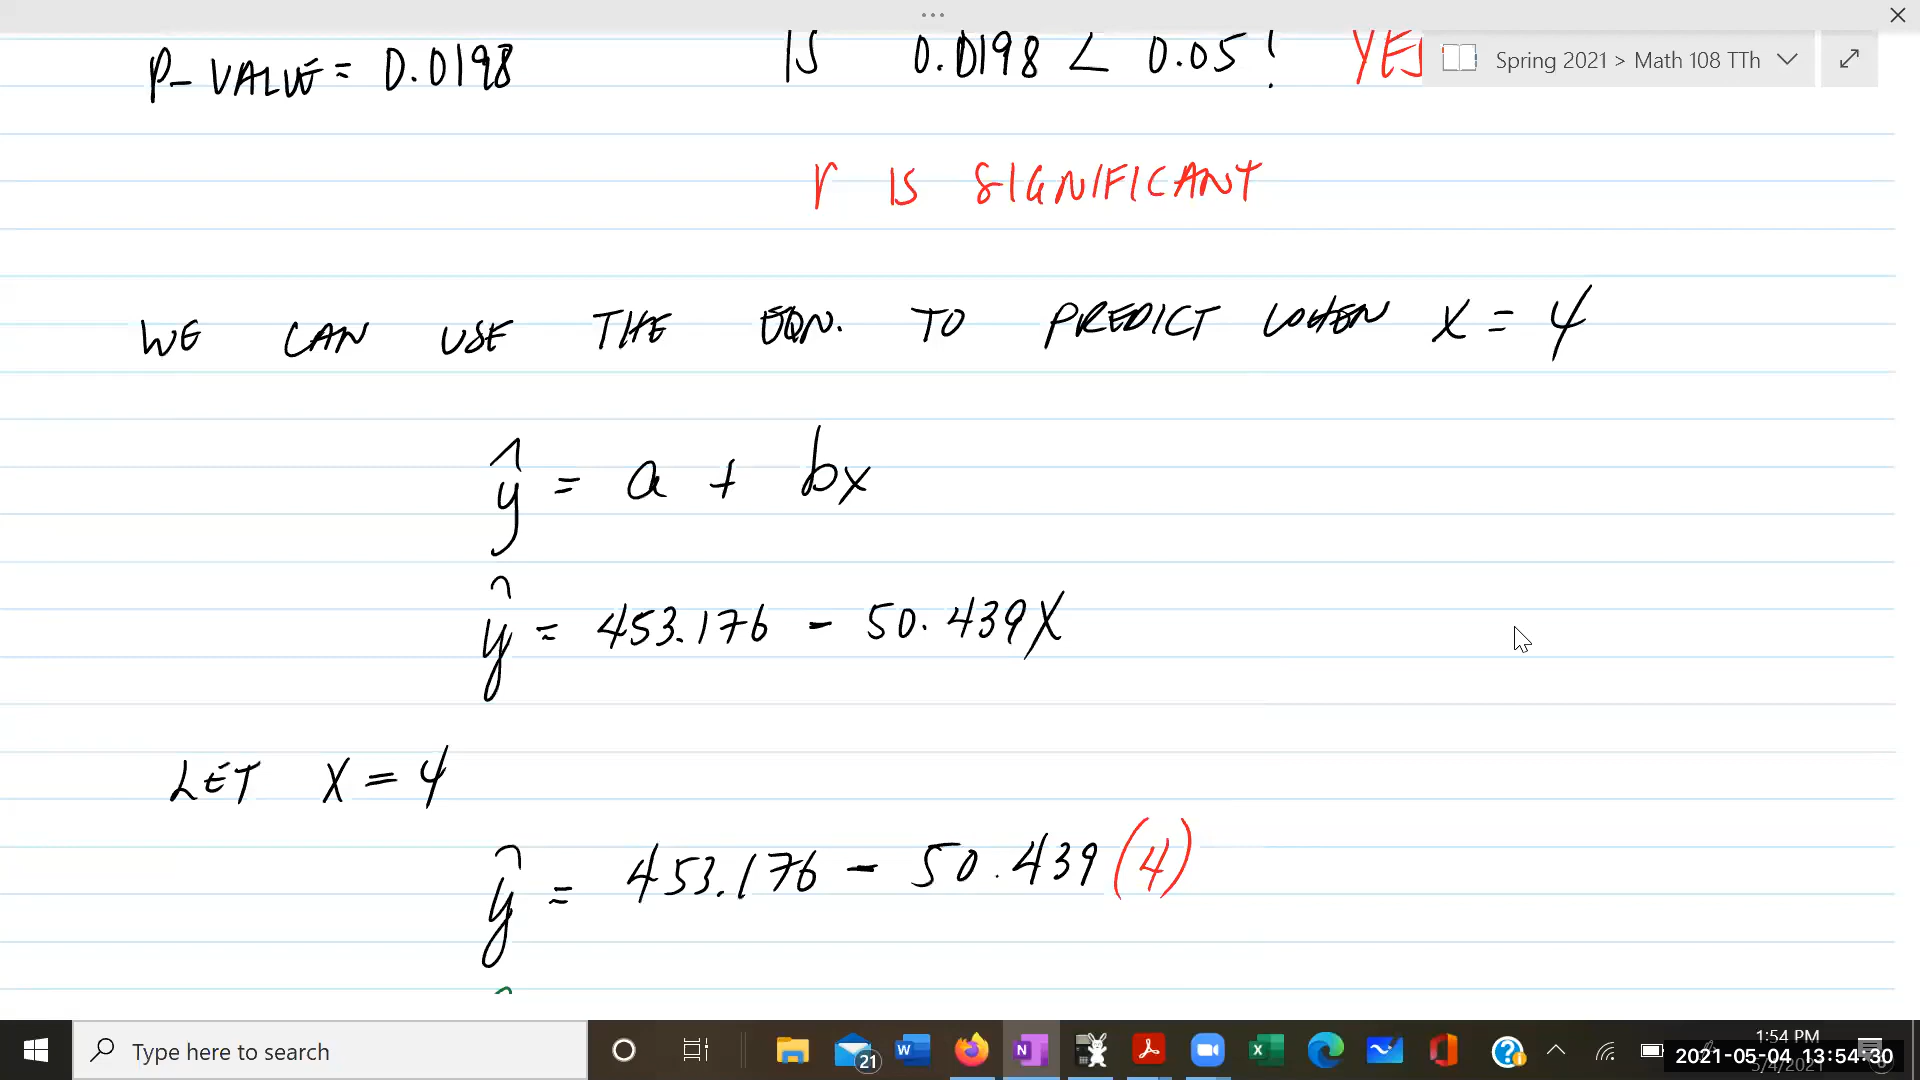 P-VALUE = 0.0198
IS 0.0198 < 0.05? YES
Spring 2021 > Math 108 TTh
r IS SIGNIFICANT
WE CAN USE THE EQN. TO PREDICT WHEN X = 4
ŷ = a + bx
ŷ = 453.176 - 50.439X
LET X = 4
ŷ = 453.176 - 50.439(4)
Type here to search
21
1:54 PM
2021-05-04 13:54:30